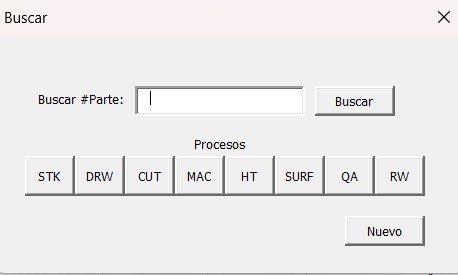 Buscar
Buscar #Parte: Buscar
Procesos
STK DRW CUT MAC HT SURF QA RW
Nuevo